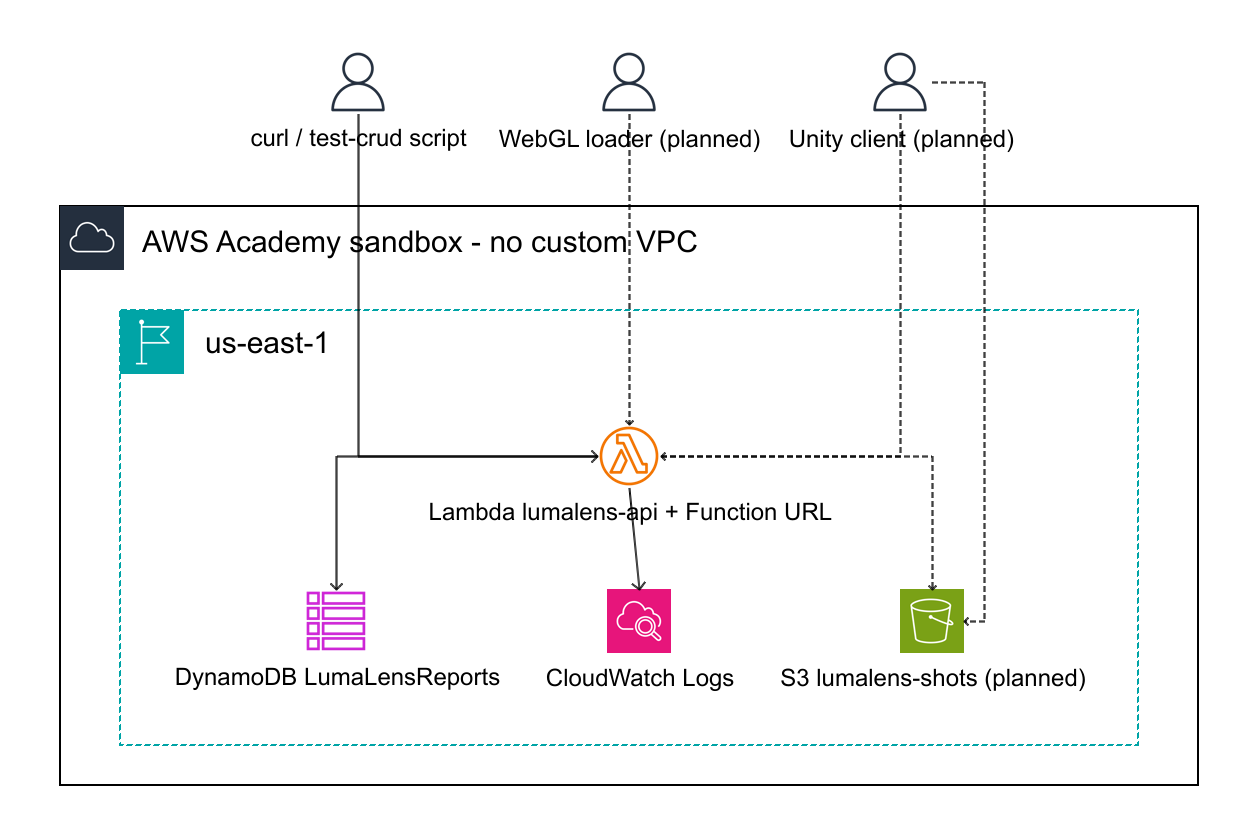 curl / test-crud script
WebGL loader (planned)
Unity client (planned)
AWS Academy sandbox - no custom VPC
us-east-1
Lambda lumalens-api + Function URL
DynamoDB LumaLensReports
CloudWatch Logs
S3 lumalens-shots (planned)